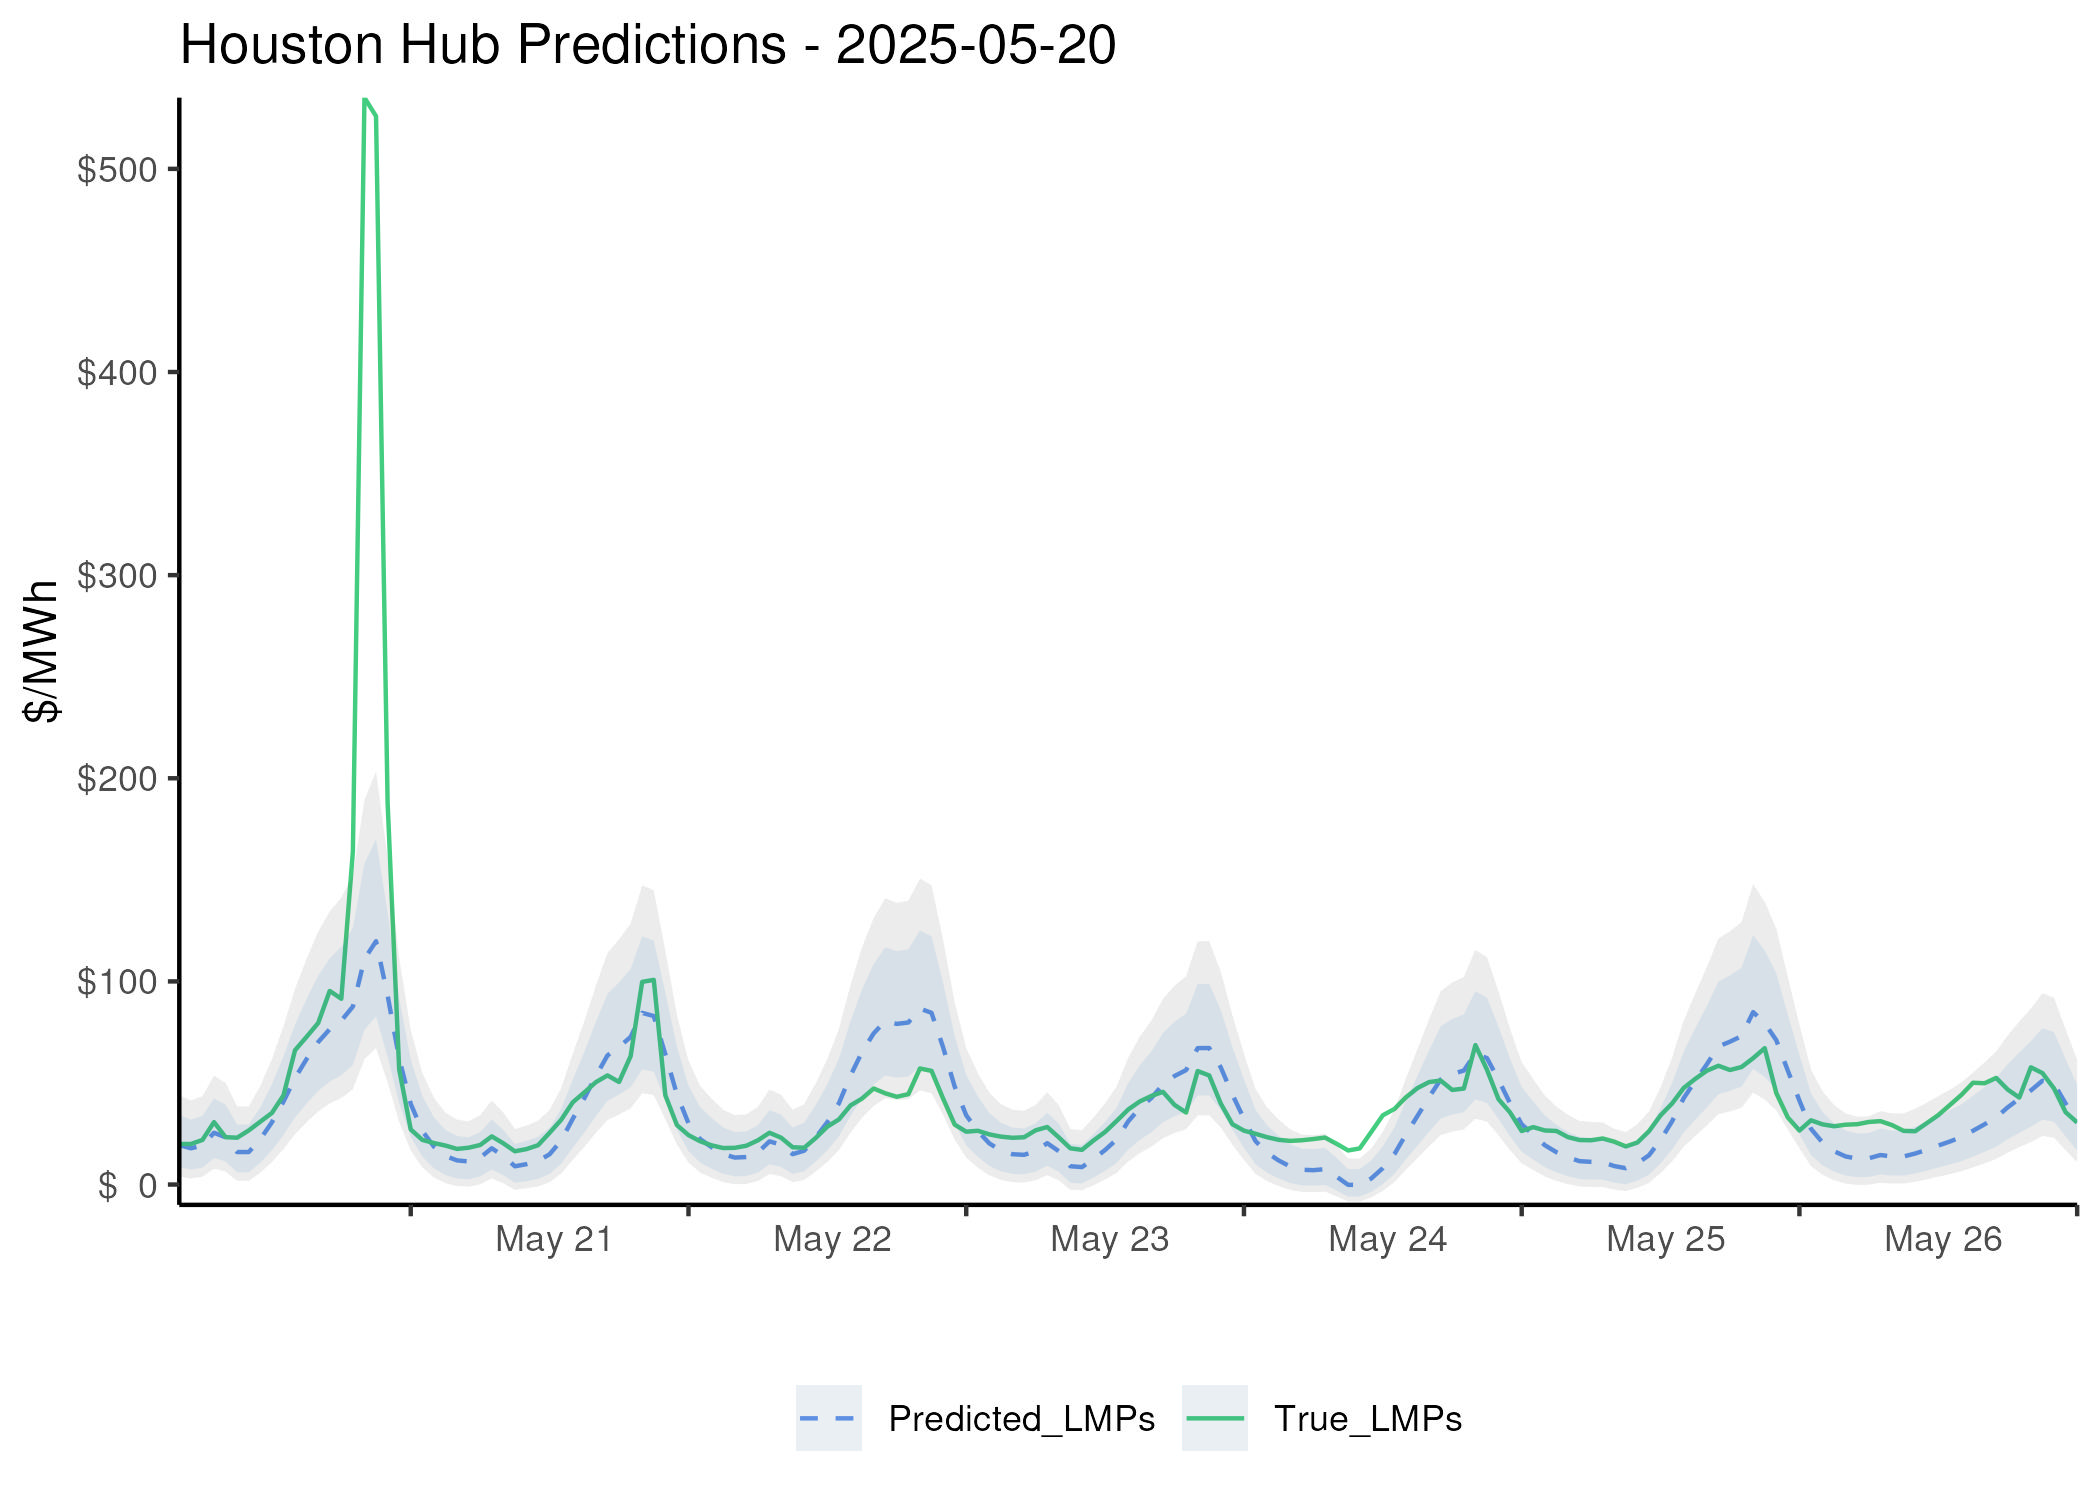 Houston Hub Predictions - 2025-05-20
$/MWh
$500
$400
$300
$200
$100
$  0
May 21
May 22
May 23
May 24
May 25
May 26
Predicted_LMPs
True_LMPs